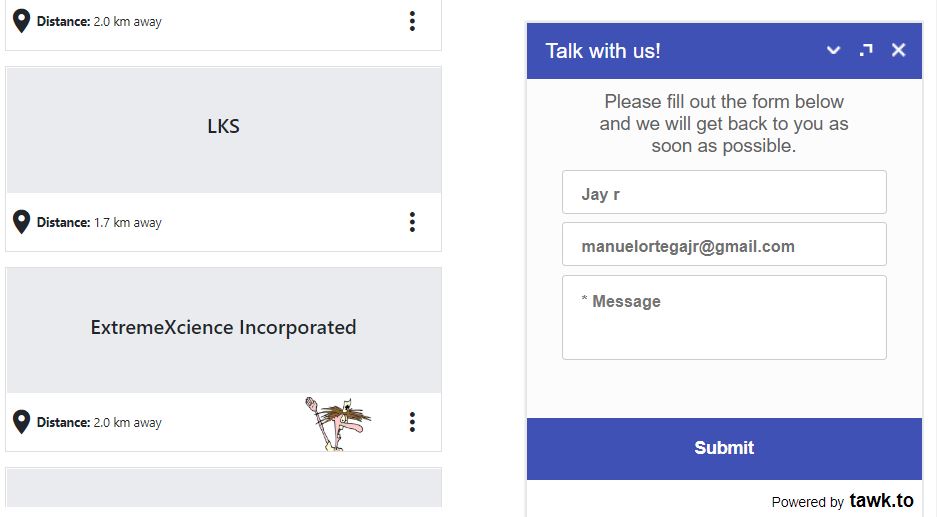 Distance: 2.0 km away
LKS
Distance: 1.7 km away
ExtremeXcience Incorporated
Distance: 2.0 km away
Talk with us!
Please fill out the form below
and we will get back to you as
soon as possible.
Jay r
manuelortegajr@gmail.com
* Message
Submit
Powered by tawk.to